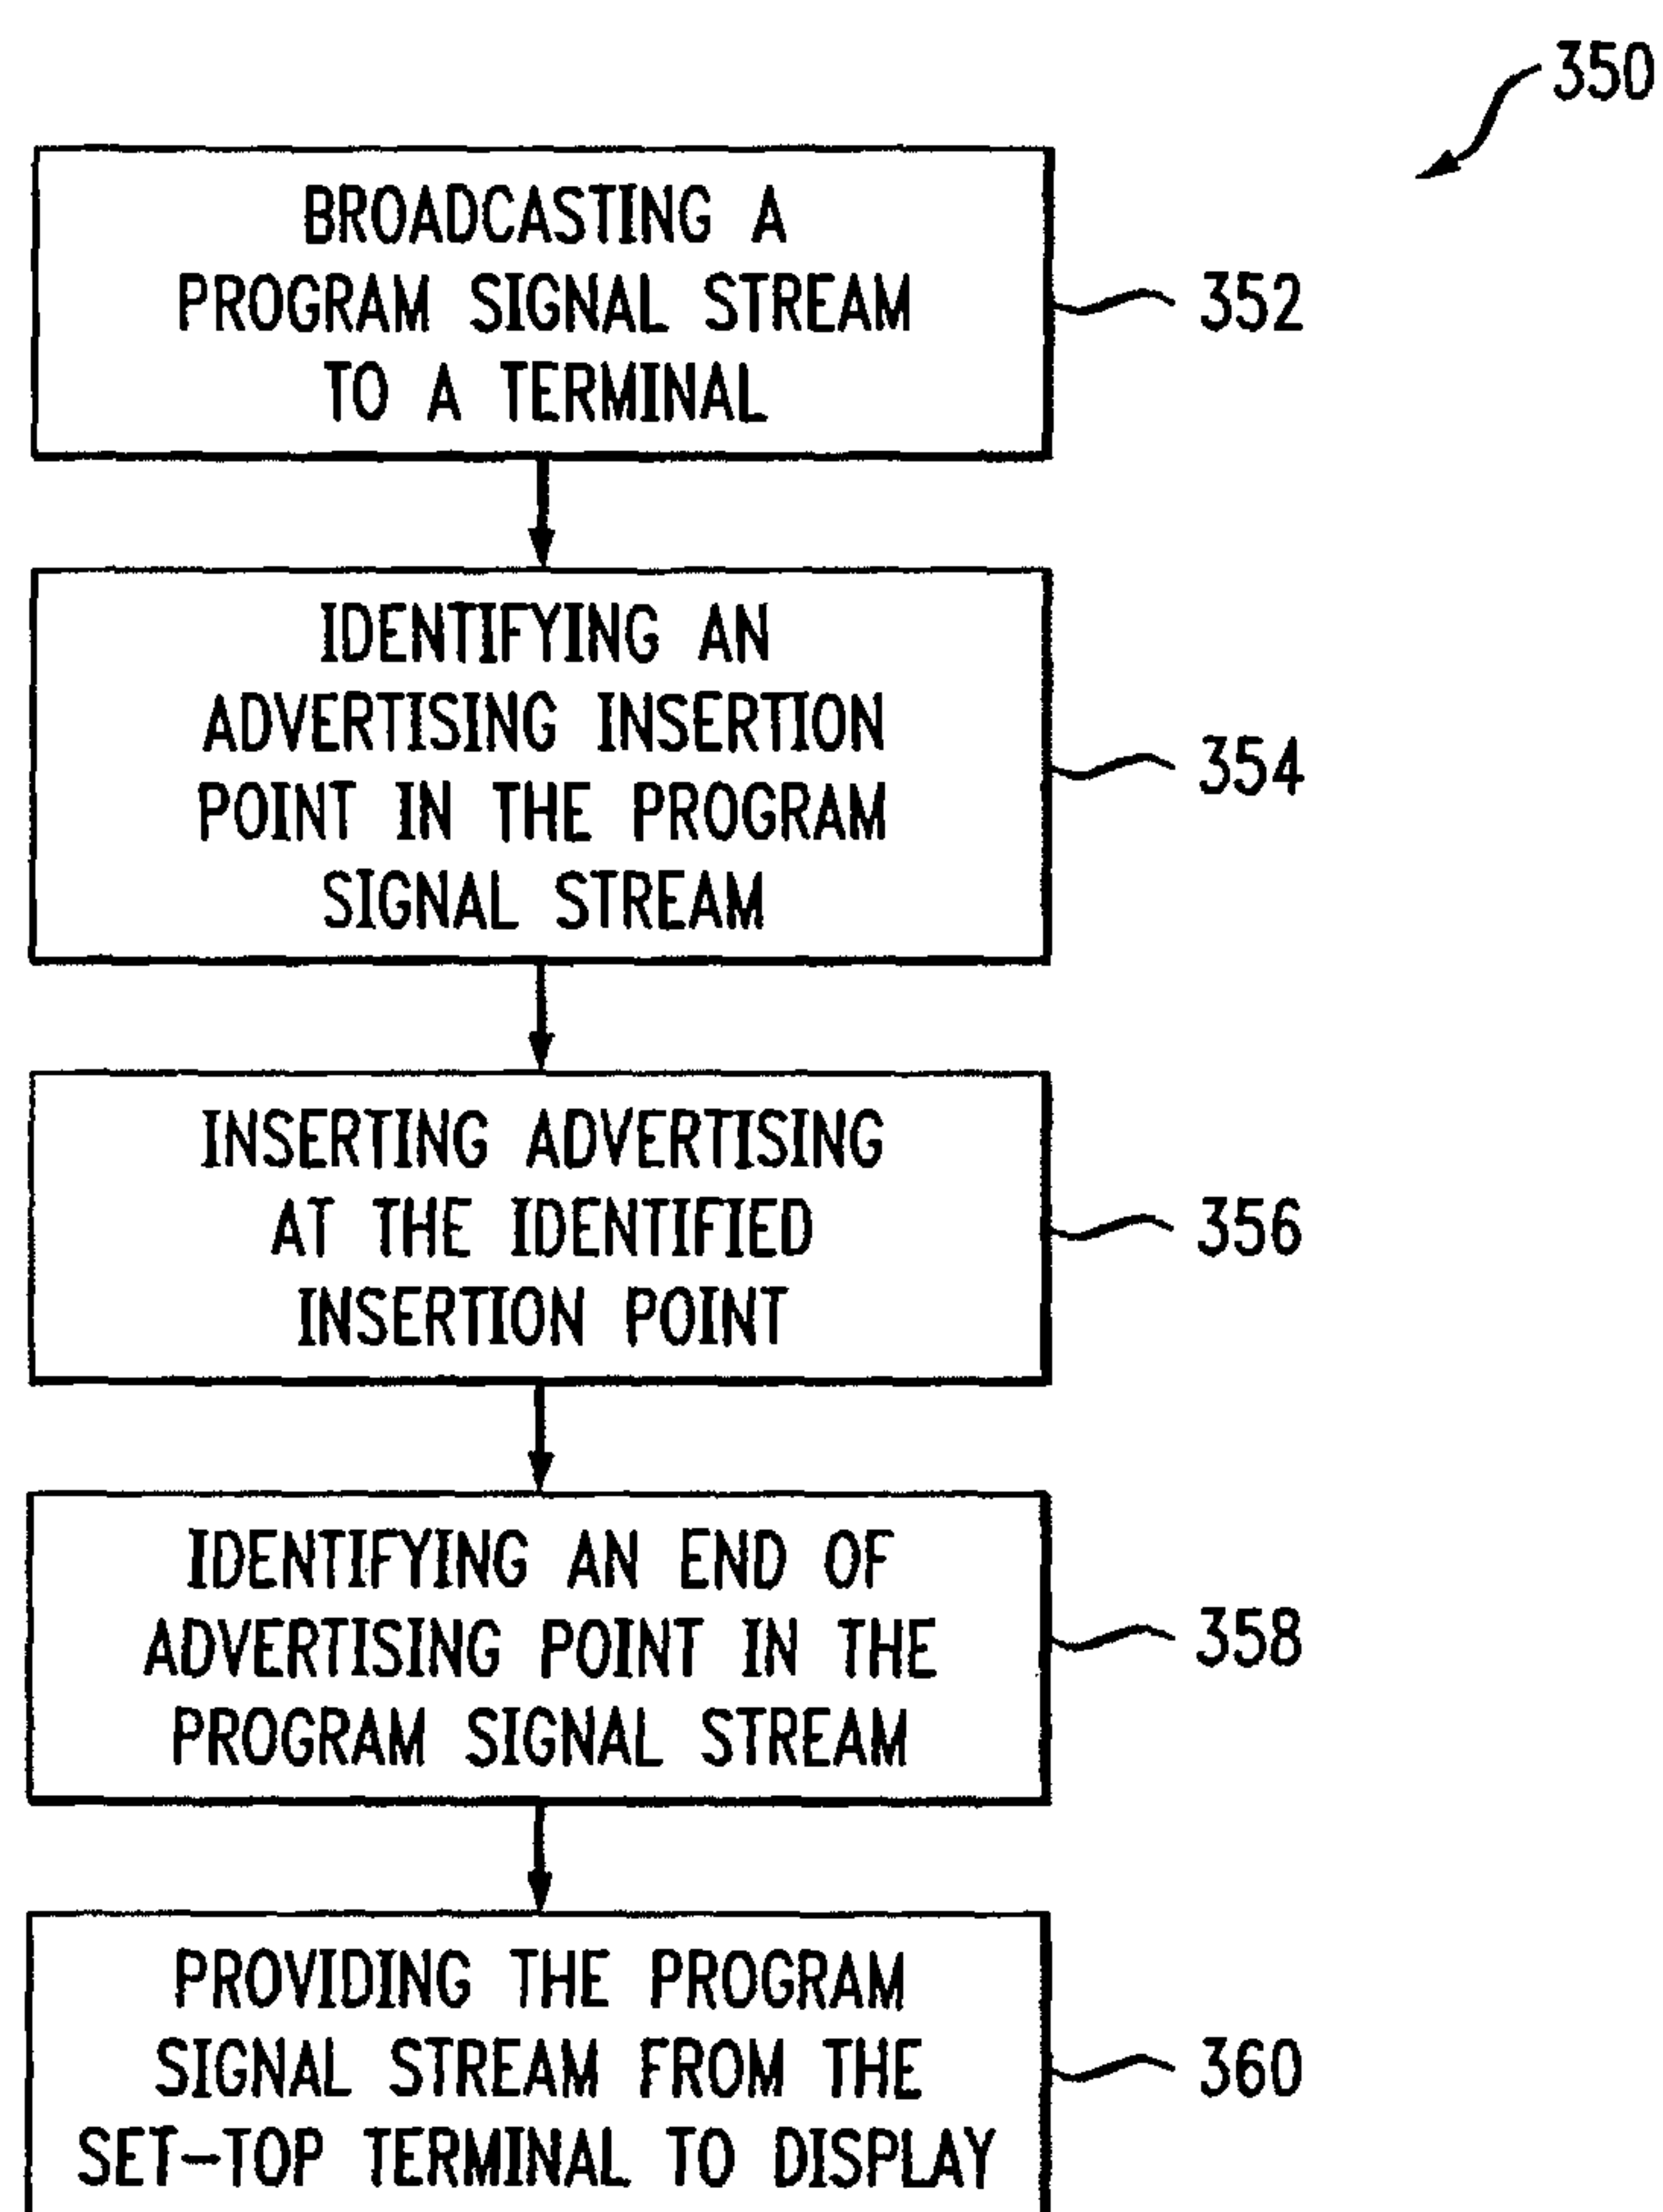 350
BROADCASTING A
PROGRAM SIGNAL STREAM
TO A TERMINAL
352
IDENTIFYING AN
ADVERTISING INSERTION
POINT IN THE PROGRAM
SIGNAL STREAM
354
INSERTING ADVERTISING
AT THE IDENTIFIED
INSERTION POINT
356
IDENTIFYING AN END OF
ADVERTISING POINT IN THE
PROGRAM SIGNAL STREAM
358
PROVIDING THE PROGRAM
SIGNAL STREAM FROM THE
SET-TOP TERMINAL TO DISPLAY
360